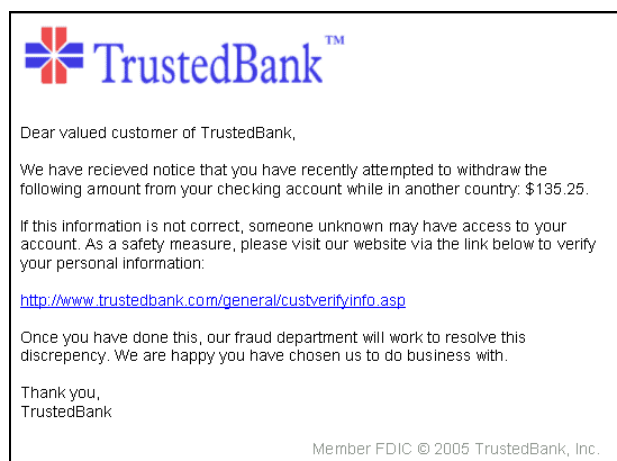 TrustedBank™
Dear valued customer of TrustedBank,
We have recieved notice that you have recently attempted to withdraw the
following amount from your checking account while in another country: $135.25.
If this information is not correct, someone unknown may have access to your
account. As a safety measure, please visit our website via the link below to verify
your personal information:
http://www.trustedbank.com/general/custverifyinfo.asp
Once you have done this, our fraud department will work to resolve this
discrepency. We are happy you have chosen us to do business with.
Thank you,
TrustedBank
Member FDIC © 2005 TrustedBank, Inc.